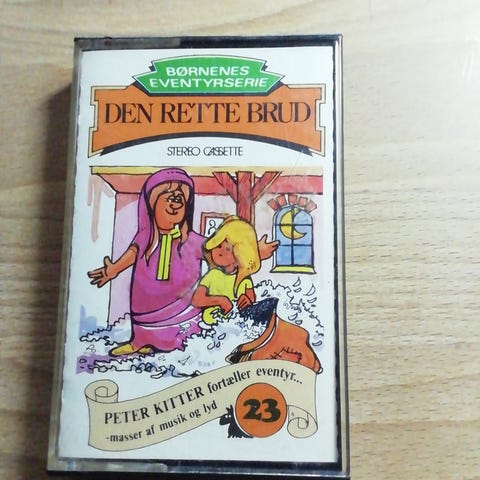 BØRNENES
EVENTYRSERIE
DEN RETTE BRUD
STEREO CASSETTE
PETER KITTER fortæller eventyr...
-masser af musik og lyd
23